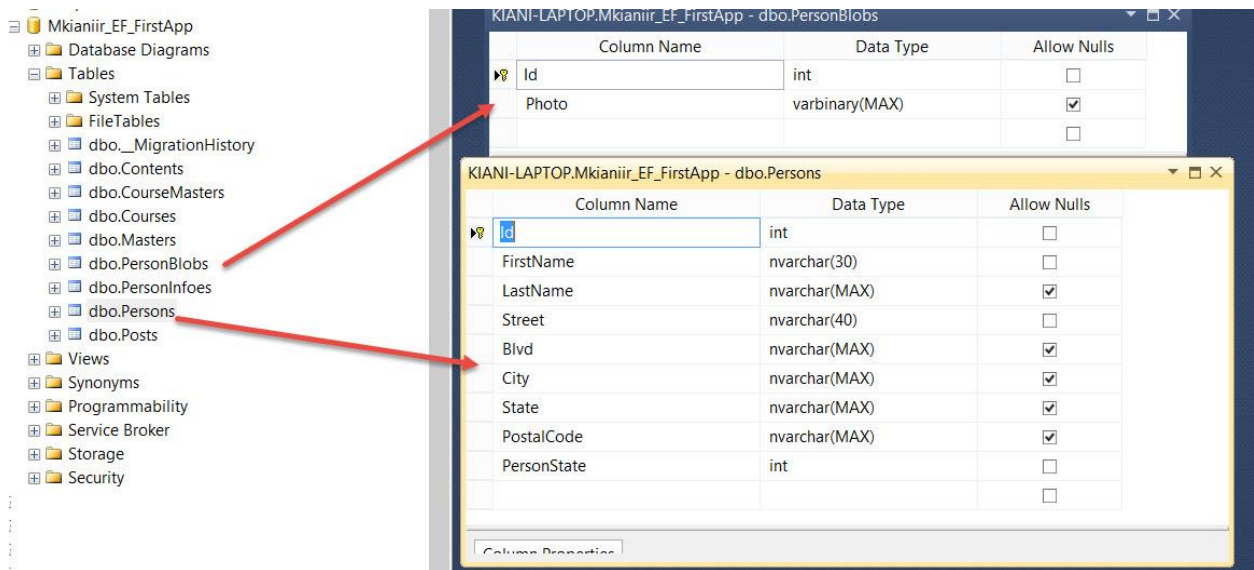 Mkianiir_EF_FirstApp
Database Diagrams
Tables
System Tables
FileTables
dbo.__MigrationHistory
dbo.Contents
dbo.CourseMasters
dbo.Courses
dbo.Masters
dbo.PersonBlobs
dbo.PersonInfoes
dbo.Persons
dbo.Posts
Views
Synonyms
Programmability
Service Broker
Storage
Security
KIANI-LAPTOP.Mkianiir_EF_FirstApp - dbo.PersonBlobs
Column Name Data Type Allow Nulls
Id int
Photo varbinary(MAX)
KIANI-LAPTOP.Mkianiir_EF_FirstApp - dbo.Persons
Column Name Data Type Allow Nulls
Id int
FirstName nvarchar(30)
LastName nvarchar(MAX)
Street nvarchar(40)
Blvd nvarchar(MAX)
City nvarchar(MAX)
State nvarchar(MAX)
PostalCode nvarchar(MAX)
PersonState int
Column Properties